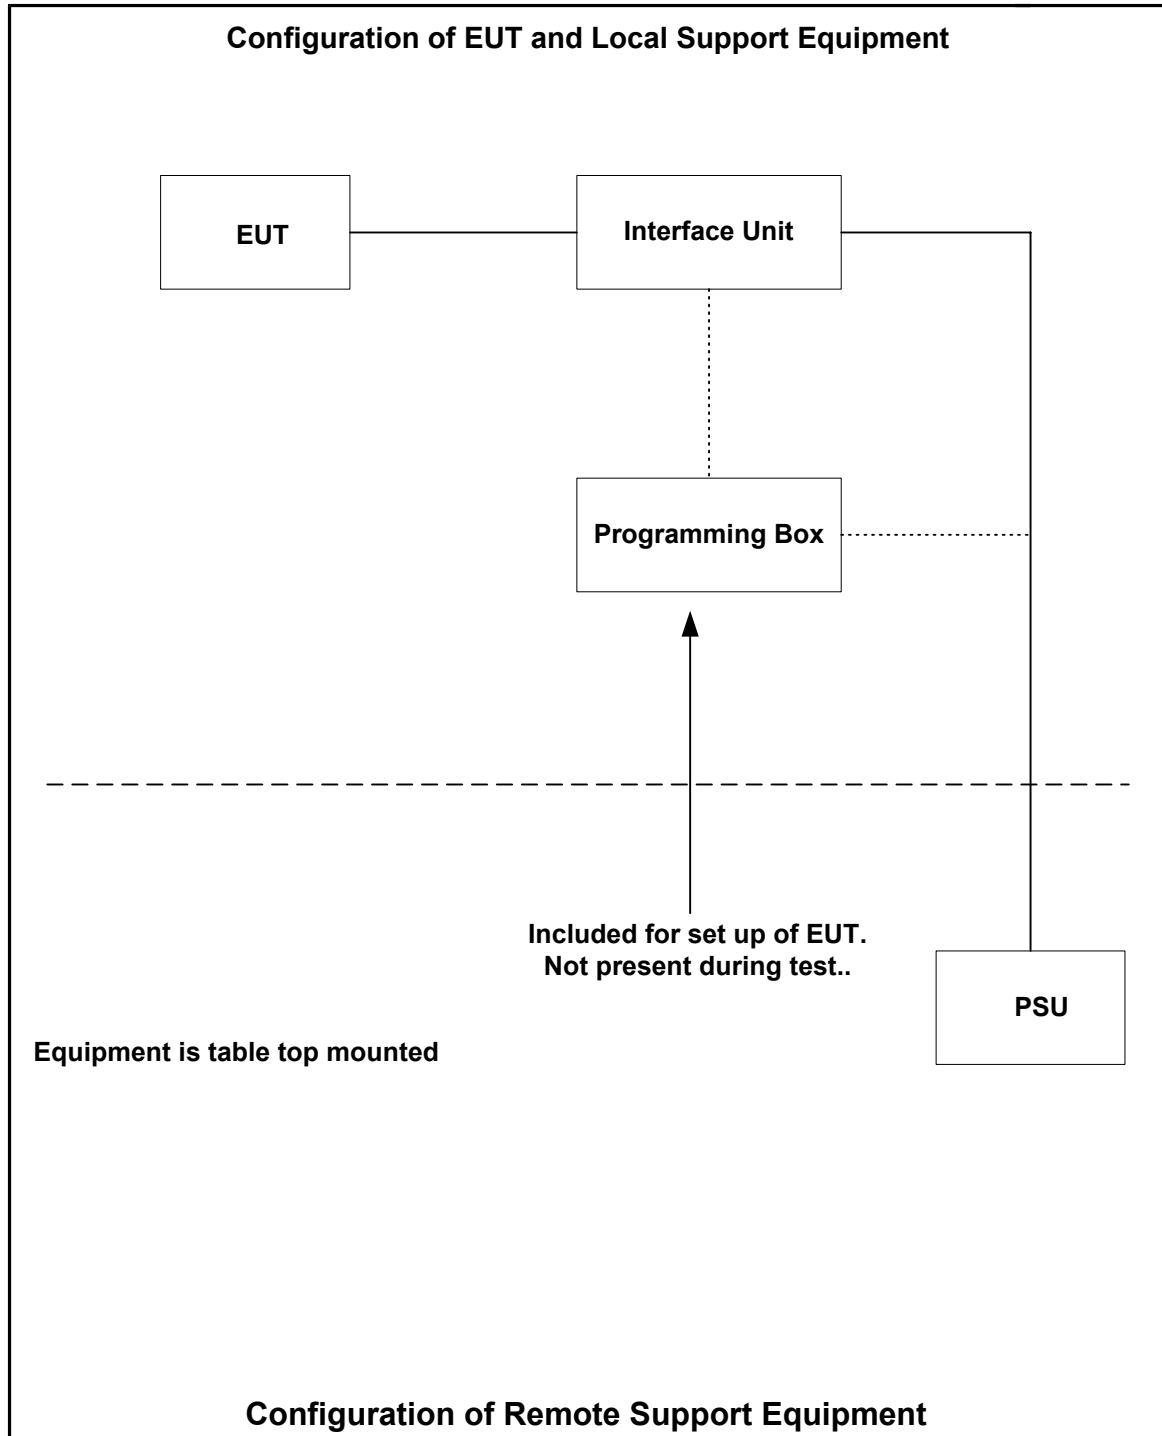 Configuration of EUT and Local Support Equipment
EUT
Interface Unit
Programming Box
Included for set up of EUT.
Not present during test..
PSU
Equipment is table top mounted
Configuration of Remote Support Equipment